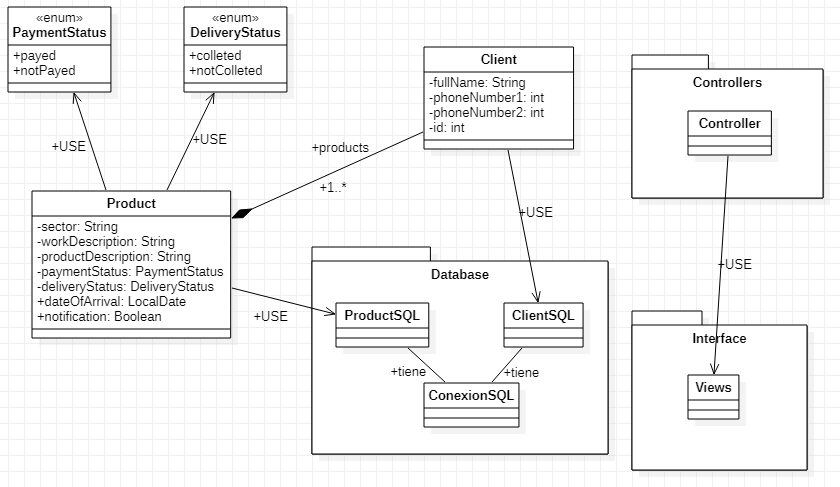 «enum»
PaymentStatus
+payed
+notPayed
«enum»
DeliveryStatus
+colleted
+notColleted
Client
-fullName: String
-phoneNumber1: int
-phoneNumber2: int
-id: int
Controllers
Controller
+USE
+USE
+products
+1..*
Product
-sector: String
-workDescription: String
-productDescription: String
-paymentStatus: PaymentStatus
-deliveryStatus: DeliveryStatus
+dateOfArrival: LocalDate
+notification: Boolean
+USE
+USE
+USE
Database
ProductSQL
ClientSQL
+tiene
+tiene
ConexionSQL
Interface
Views